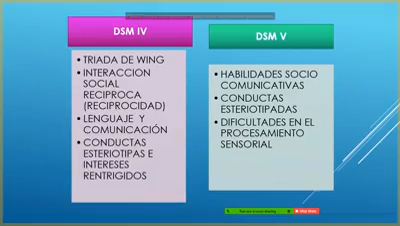 DSM IV
• TRIADA DE WING
• INTERACCION
SOCIAL
RECIPROCA
(RECIPROCIDAD)
• LENGUAJE Y
COMUNICACIÓN
• CONDUCTAS
ESTERIOTIPAS E
INTERESES
RENTRIGIDOS
DSM V
• HABILIDADES SOCIO
COMUNICATIVAS
• CONDUCTAS
ESTERIOTIPADAS
• DIFICULTADES EN EL
PROCESAMIENTO
SENSORIAL